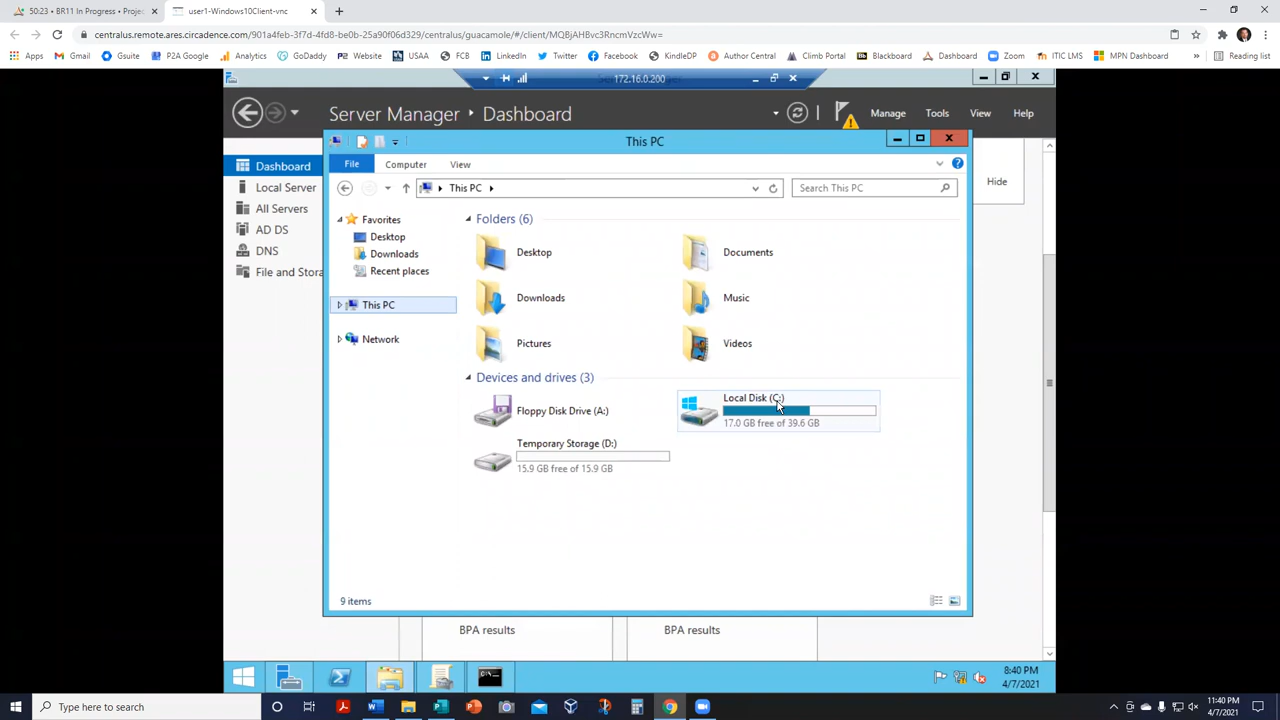 50:23 • BR11 In Progress • Projec
user1-Windows10Client-vnc
centralus.remote.ares.circadence.com/901a4feb-3f7d-4fd8-be0b-25a90f06d329/centralus/guacamole/#/client/MQBjAHBvc3RncmVzcWw=
Apps
Gmail
Gsuite
P2A Google
Analytics
GoDaddy
Website
USAA
FCB
LinkedIn
Twitter
Facebook
KindleDP
Author Central
Climb Portal
Blackboard
Dashboard
Zoom
ITIC LMS
MPN Dashboard
»
Reading list
172.16.0.200
Server Manager
Dashboard
Manage
Tools
View
Help
Dashboard
Local Server
All Servers
AD DS
DNS
File and Stora
Hide
This PC
File
Computer
View
This PC
Search This PC
Favorites
Desktop
Downloads
Recent places
This PC
Network
Folders (6)
Desktop
Documents
Downloads
Music
Pictures
Videos
Devices and drives (3)
Floppy Disk Drive (A:)
Local Disk (C:)
17.0 GB free of 39.6 GB
Temporary Storage (D:)
15.9 GB free of 15.9 GB
9 items
BPA results
BPA results
8:40 PM
4/7/2021
Type here to search
11:40 PM
4/7/2021